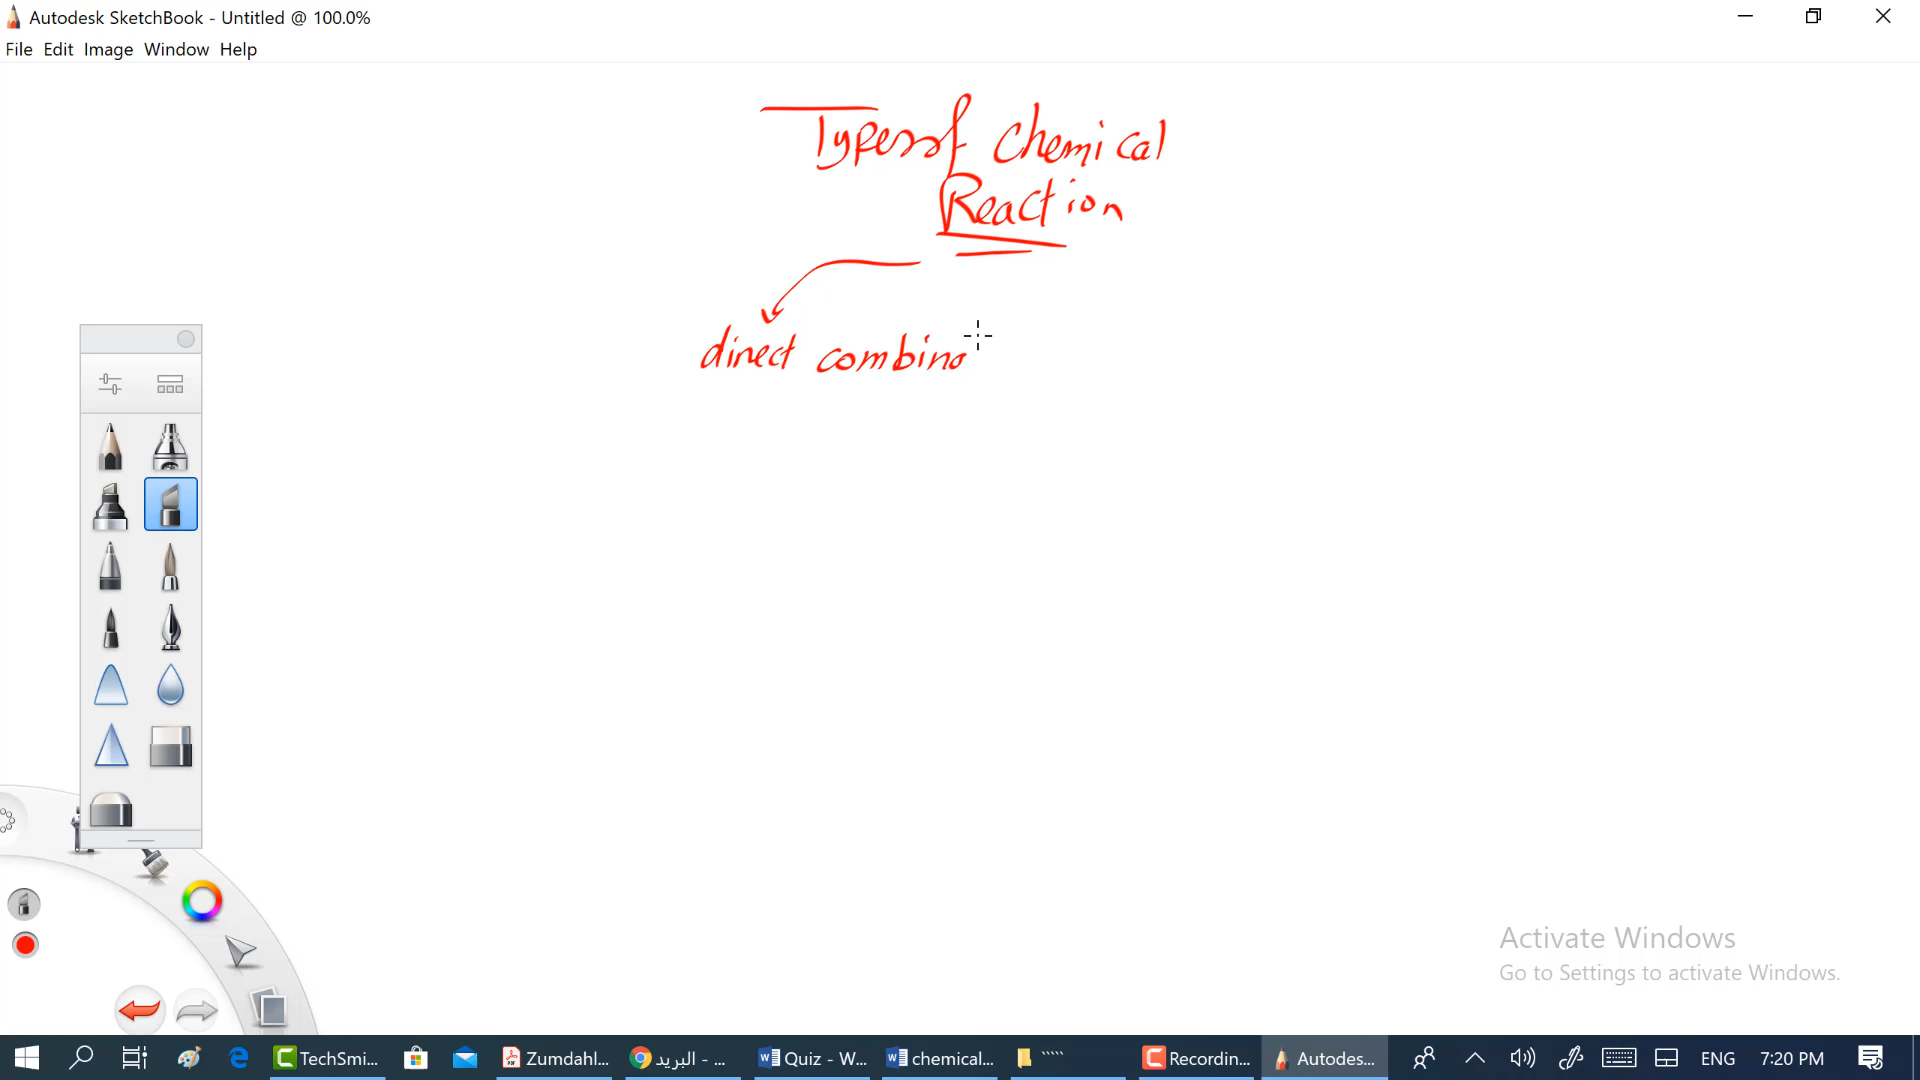 Autodesk SketchBook - Untitled @ 100.0%
File Edit Image Window Help
Types of Chemical
Reaction
direct combina
Activate Windows
Go to Settings to activate Windows.
TechSmi... Zumdahl... البريد - ... Quiz - W... chemical... ````` Recordin... Autodes... ENG 7:20 PM